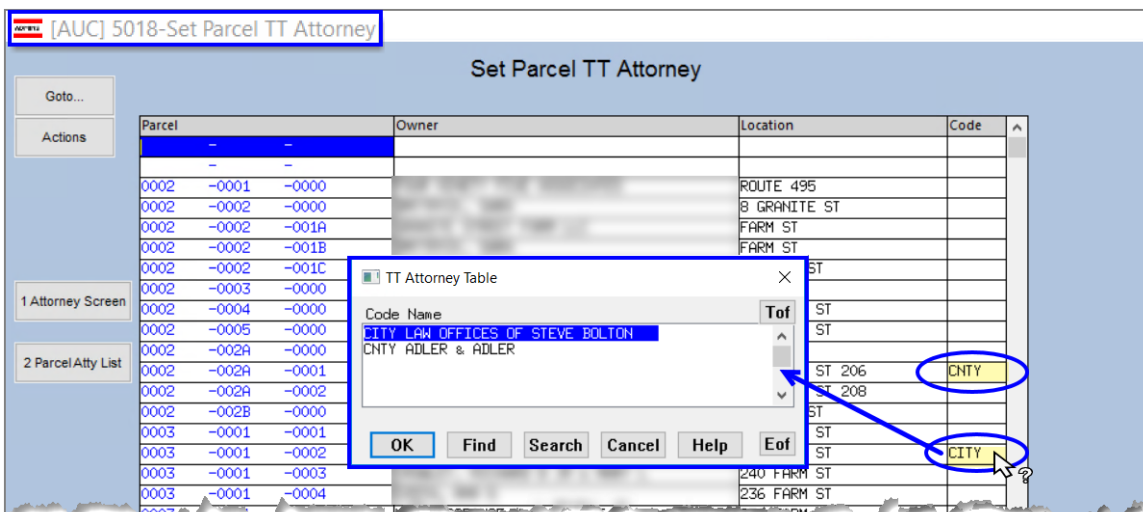 ADMINS [AUC] 5018-Set Parcel TT Attorney
Set Parcel TT Attorney
Goto...
Actions
1 Attorney Screen
2 Parcel Atty List
Parcel Owner Location Code
- -
- -
0002 -0001 -0000 ROUTE 495
0002 -0002 -0000 8 GRANITE ST
0002 -0002 -001A FARM ST
0002 -0002 -001B FARM ST
0002 -0002 -001C ST
0002 -0003 -0000
0002 -0004 -0000 ST
0002 -0005 -0000 ST
0002 -002A -0000
0002 -002A -0001 ST 206 CNTY
0002 -002A -0002 ST 208
0002 -002B -0000 ST
0003 -0001 -0001 ST
0003 -0001 -0002 ST CITY
0003 -0001 -0003 240 FARM ST
0003 -0001 -0004 236 FARM ST
TT Attorney Table
Code Name
CITY LAW OFFICES OF STEVE BOLTON
CNTY ADLER & ADLER
Tof
OK Find Search Cancel Help Eof